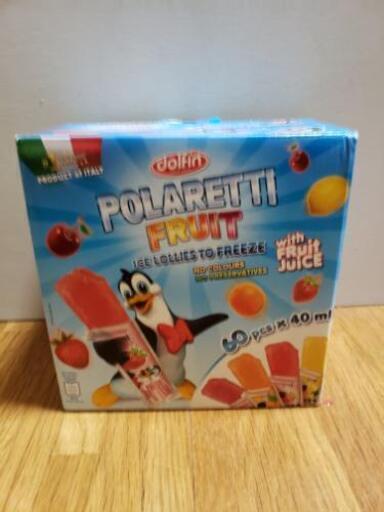 PRODUCT OF ITALY
dolfin
POLARETTI
FRUIT
ICE LOLLIES TO FREEZE!
NO COLOURS
NO PRESERVATIVES
with
FRUIT
JUICE
60 pcs x 40 ml